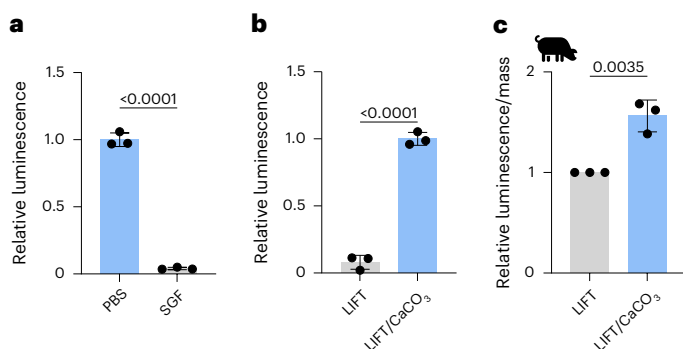 a
Relative luminescence
1.5
1.0
0.5
0
<0.0001
PBS
SGF
b
Relative luminescence
1.5
1.0
0.5
0
<0.0001
LIFT
LIFT/CaCO₃
c
Relative luminescence/mass
2
1
0
0.0035
LIFT
LIFT/CaCO₃